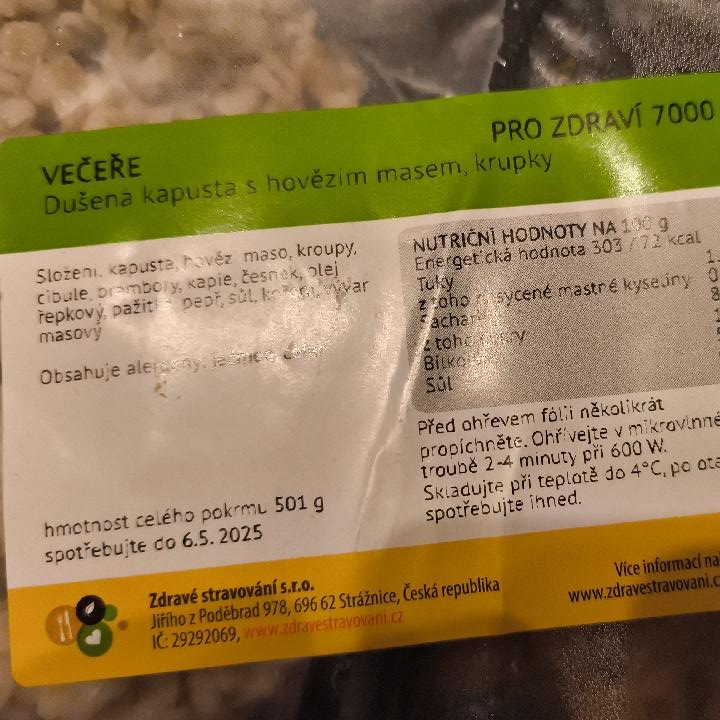 PRO ZDRAVÍ 7000
VEČEŘE
Dušená kapusta s hovězím masem, krupky
Složení: kapusta, hověz. maso, kroupy,
cibule, brambory, kapie, česnek, olej
řepkový, pažitka, pepř, sůl, koření, vývar
masový
Obsahuje alergeny:
hmotnost celého pokrmu 501 g
spotřebujte do 6.5. 2025
NUTRIČNÍ HODNOTY NA 100 g
Energetická hodnota 303 / 72 kcal
Tuky 1.
z toho nasycené mastné kyseliny 0
8
z toho cukry
Sůl
Před ohřevem fólii několikrát
propíchněte. Ohřívejte v mikrovlnné
troubě 2-4 minuty při 600 W.
Skladujte při teplotě do 4°C, po
spotřebujte ihned.
Zdravé stravování s.r.o.
Jiřího z Poděbrad 978, 696 62 Strážnice, Česká republika
IČ: 29292069, www.zdravestravovani.cz
Více informací na
www.zdravestravovani.c